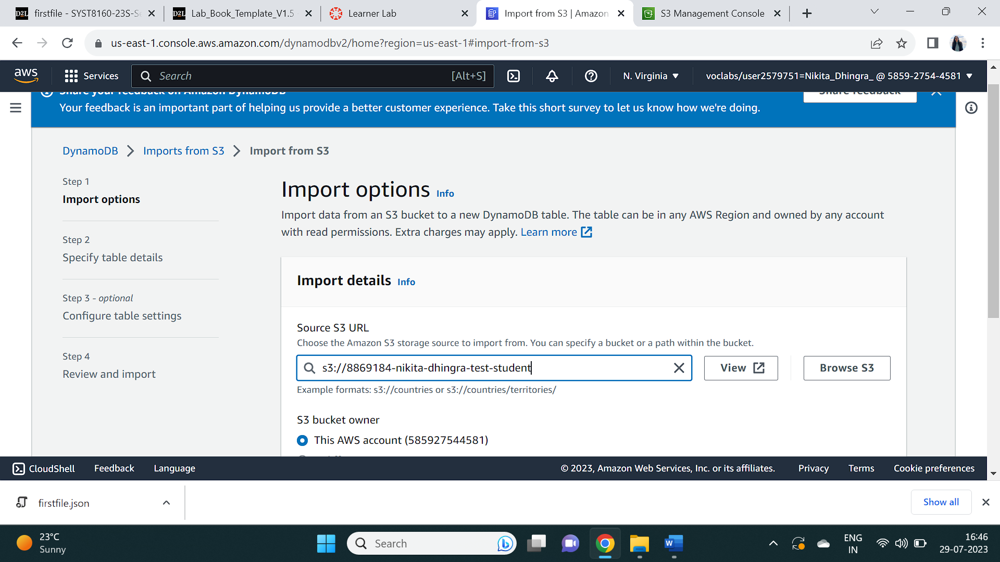 firstfile - SYST8160-23S-Se
Lab_Book_Template_V1.5
Learner Lab
Import from S3 | Amazon
S3 Management Console
us-east-1.console.aws.amazon.com/dynamodbv2/home?region=us-east-1#import-from-s3
aws
Services
Search
[Alt+S]
N. Virginia
voclabs/user2579751=Nikita_Dhingra_ @ 5859-2754-4581
Share your feedback on Amazon DynamoDB
Share feedback
Your feedback is an important part of helping us provide a better customer experience. Take this short survey to let us know how we're doing.
DynamoDB
Imports from S3
Import from S3
Step 1
Import options
Step 2
Specify table details
Step 3 - optional
Configure table settings
Step 4
Review and import
Import options Info
Import data from an S3 bucket to a new DynamoDB table. The table can be in any AWS Region and owned by any account
with read permissions. Extra charges may apply. Learn more
Import details Info
Source S3 URL
Choose the Amazon S3 storage source to import from. You can specify a bucket or a path within the bucket.
s3://8869184-nikita-dhingra-test-student
View
Browse S3
Example formats: s3://countries or s3://countries/territories/
S3 bucket owner
This AWS account (585927544581)
CloudShell
Feedback
Language
© 2023, Amazon Web Services, Inc. or its affiliates.
Privacy
Terms
Cookie preferences
firstfile.json
Show all
23°C
Sunny
Search
ENG
IN
16:46
29-07-2023